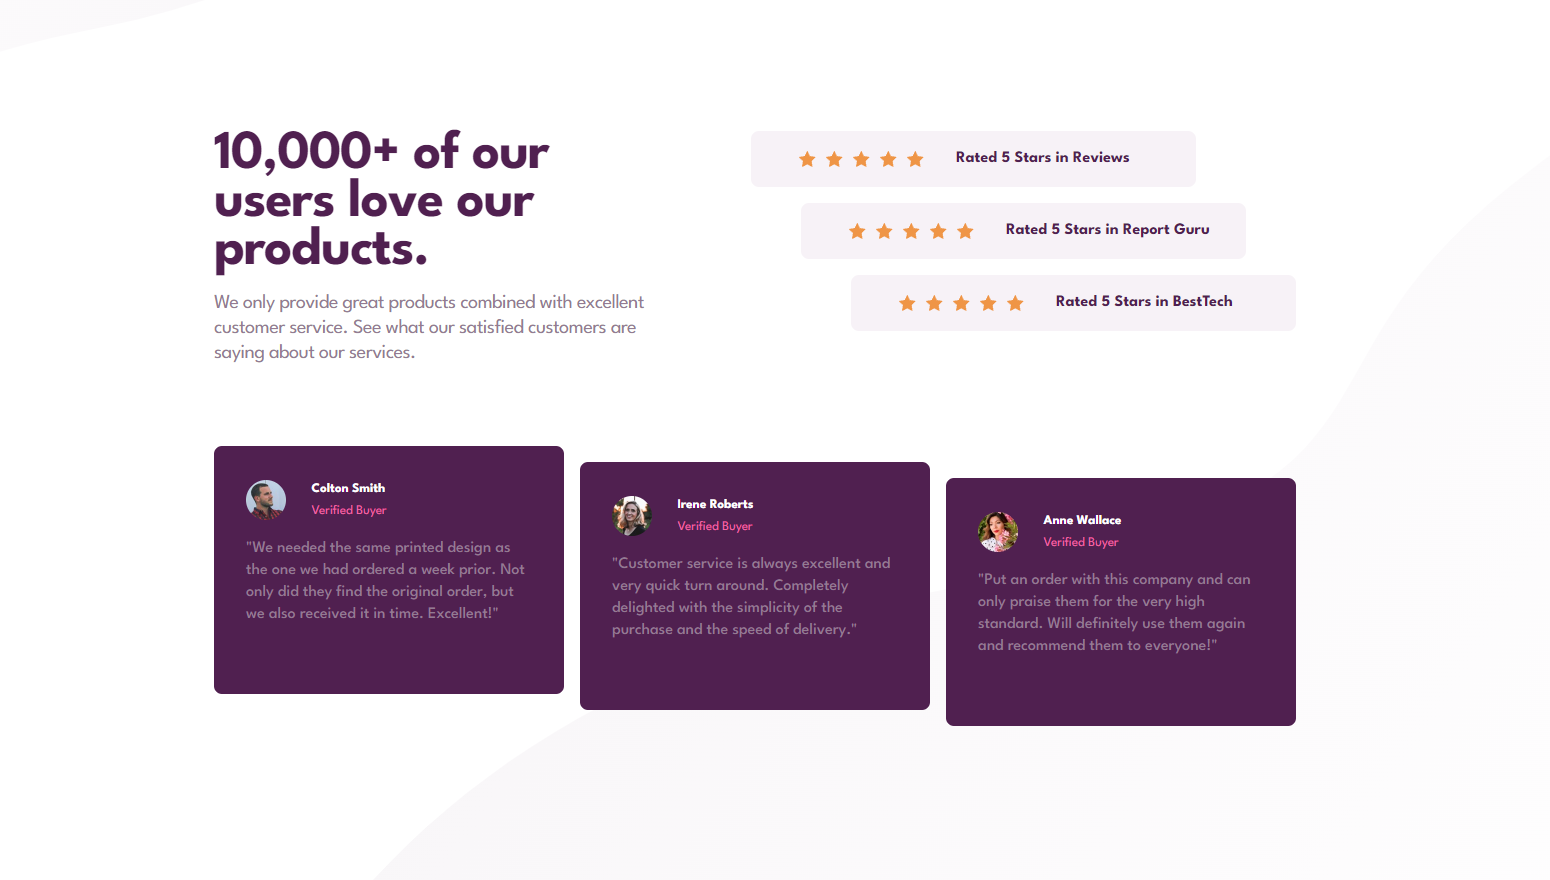 10,000+ of our
users love our
products.
We only provide great products combined with excellent
customer service. See what our satisfied customers are
saying about our services.
Rated 5 Stars in Reviews
Rated 5 Stars in Report Guru
Rated 5 Stars in BestTech
Colton Smith
Verified Buyer
"We needed the same printed design as
the one we had ordered a week prior. Not
only did they find the original order, but
we also received it in time. Excellent!"
Irene Roberts
Verified Buyer
"Customer service is always excellent and
very quick turn around. Completely
delighted with the simplicity of the
purchase and the speed of delivery."
Anne Wallace
Verified Buyer
"Put an order with this company and can
only praise them for the very high
standard. Will definitely use them again
and recommend them to everyone!"